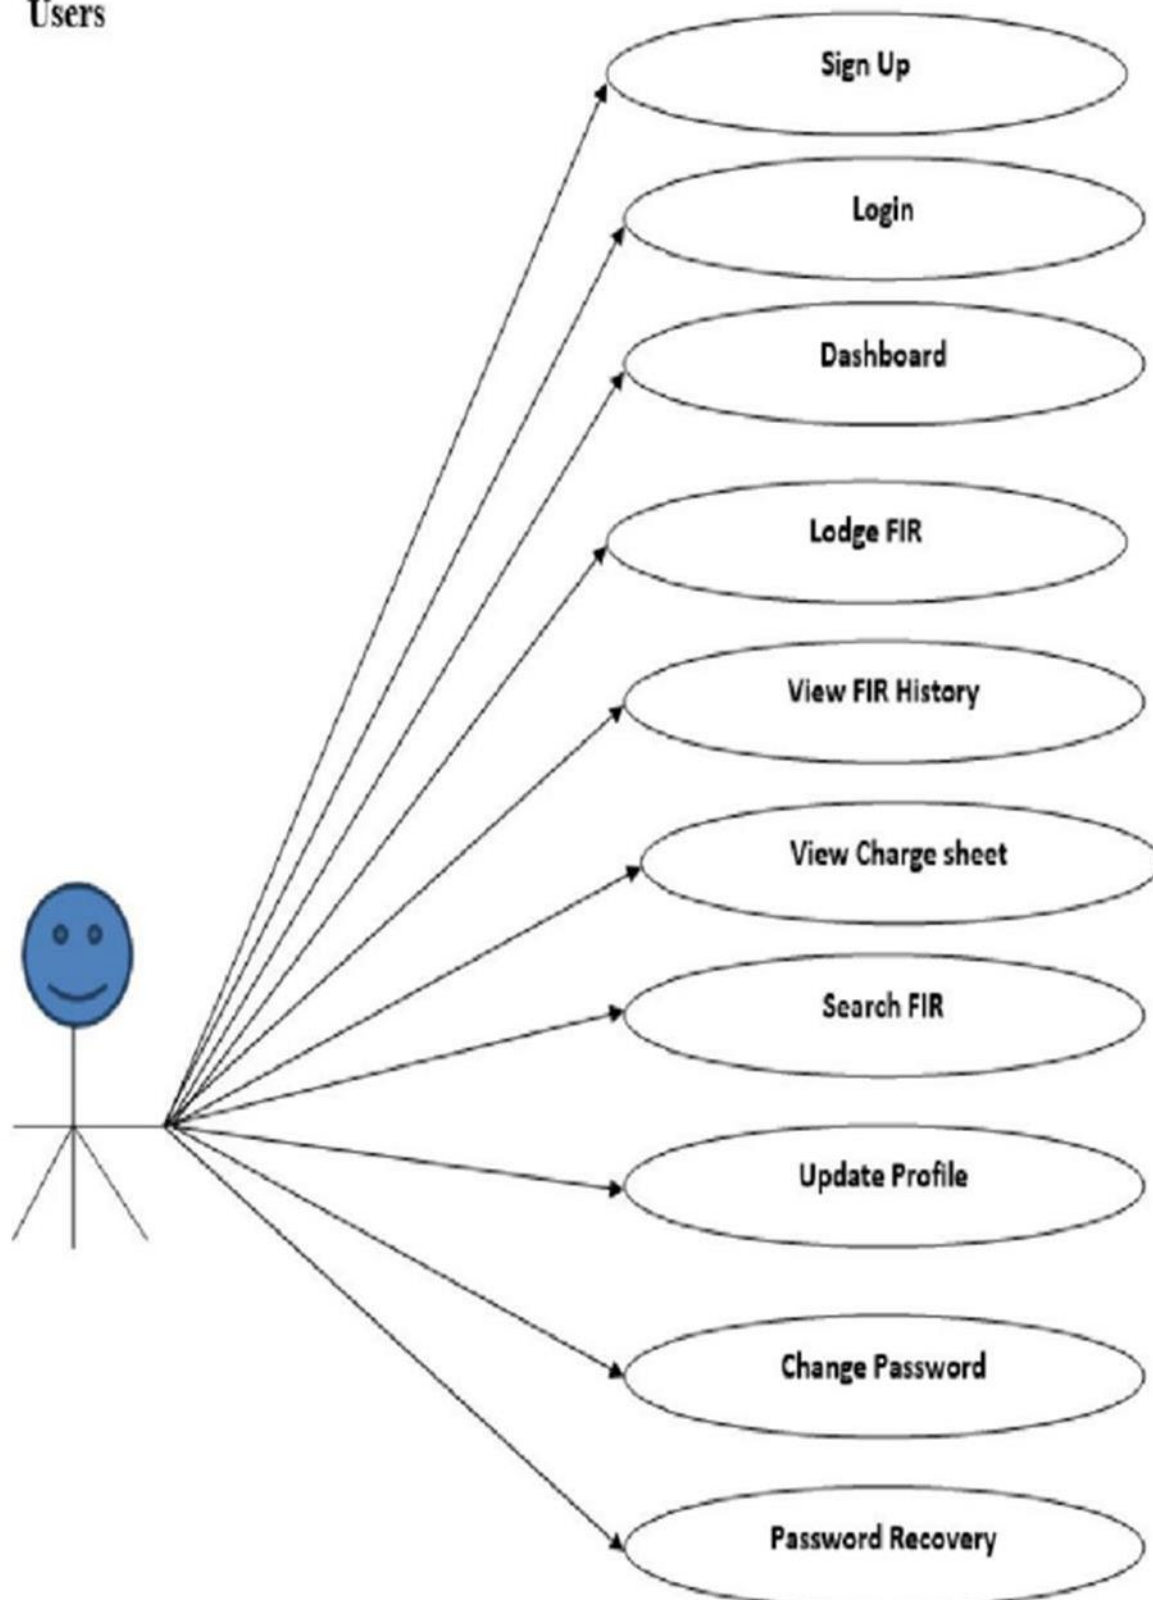 Users
Sign Up
Login
Dashboard
Lodge FIR
View FIR History
View Charge sheet
Search FIR
Update Profile
Change Password
Password Recovery